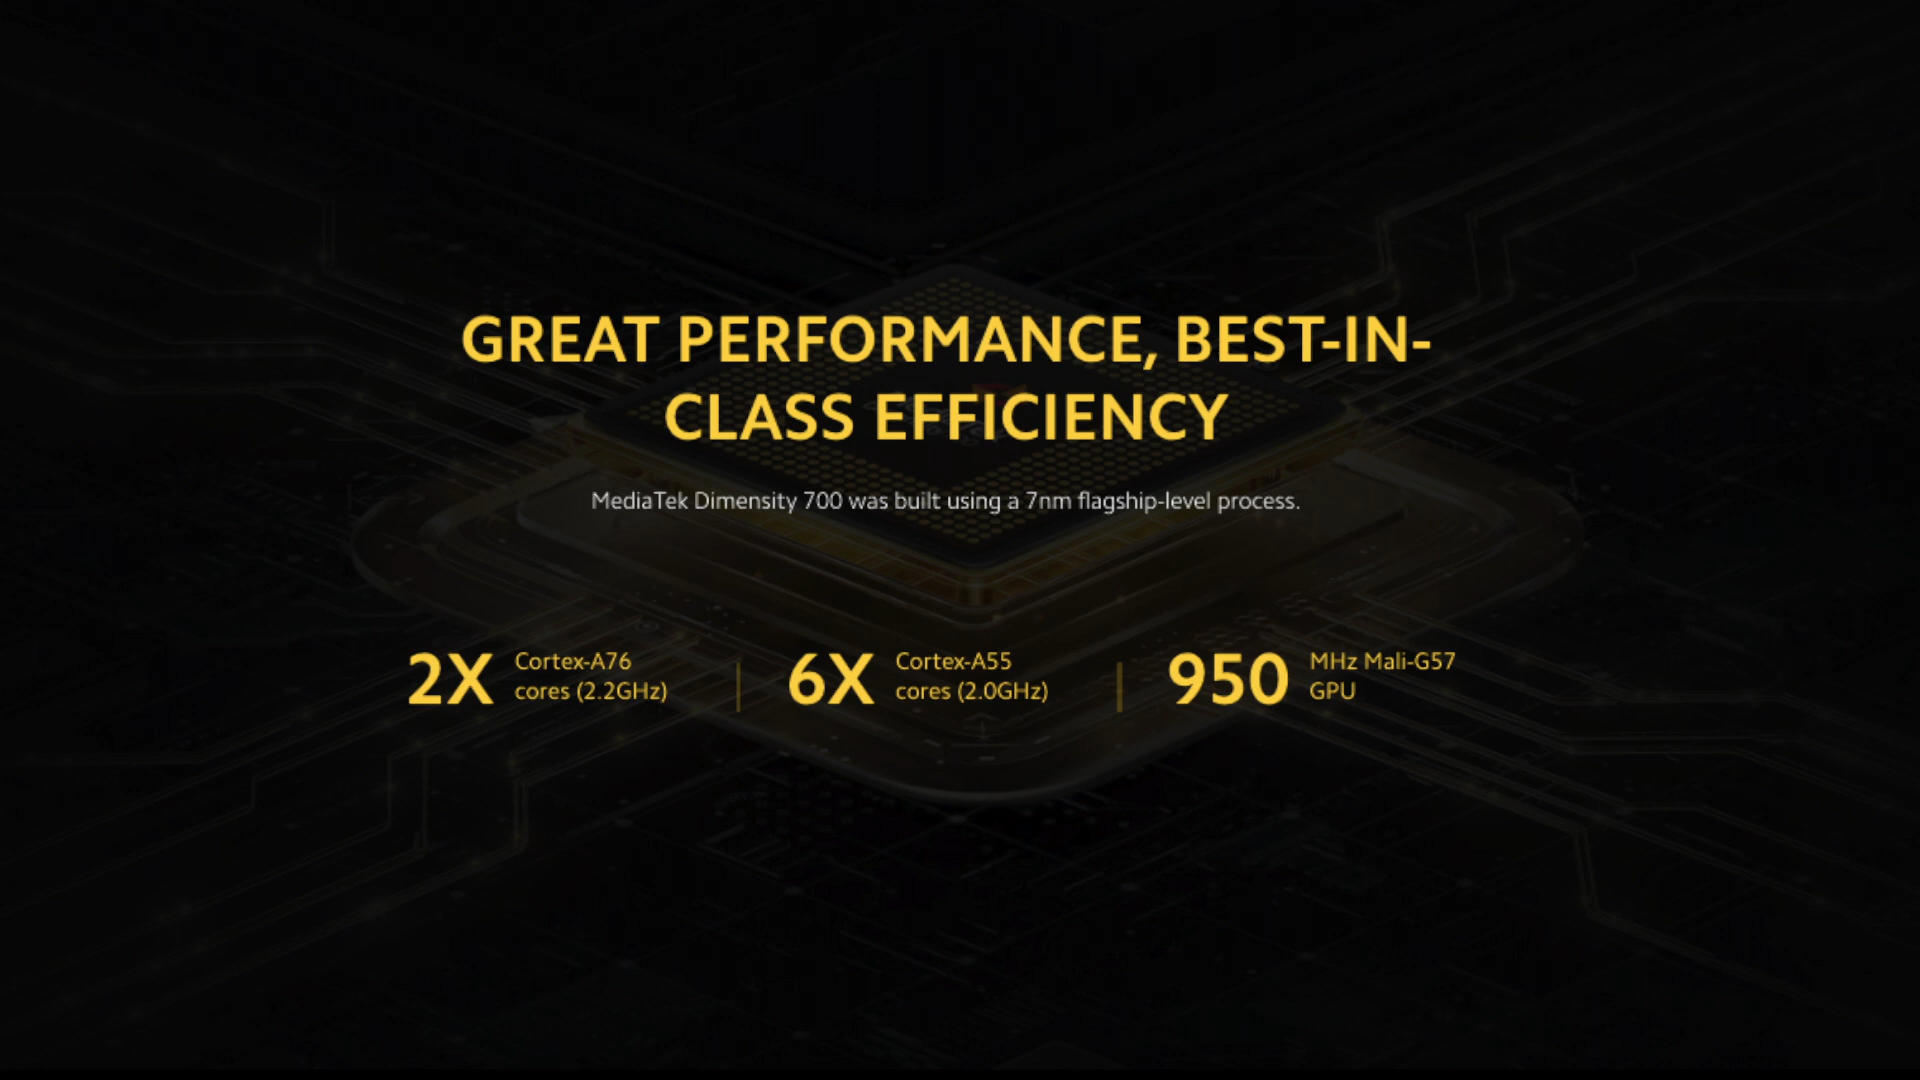 GREAT PERFORMANCE, BEST-IN-
CLASS EFFICIENCY
MediaTek Dimensity 700 was built using a 7nm flagship-level process.
2X Cortex-A76
cores (2.2GHz)
6X Cortex-A55
cores (2.0GHz)
950 MHz Mali-G57
GPU